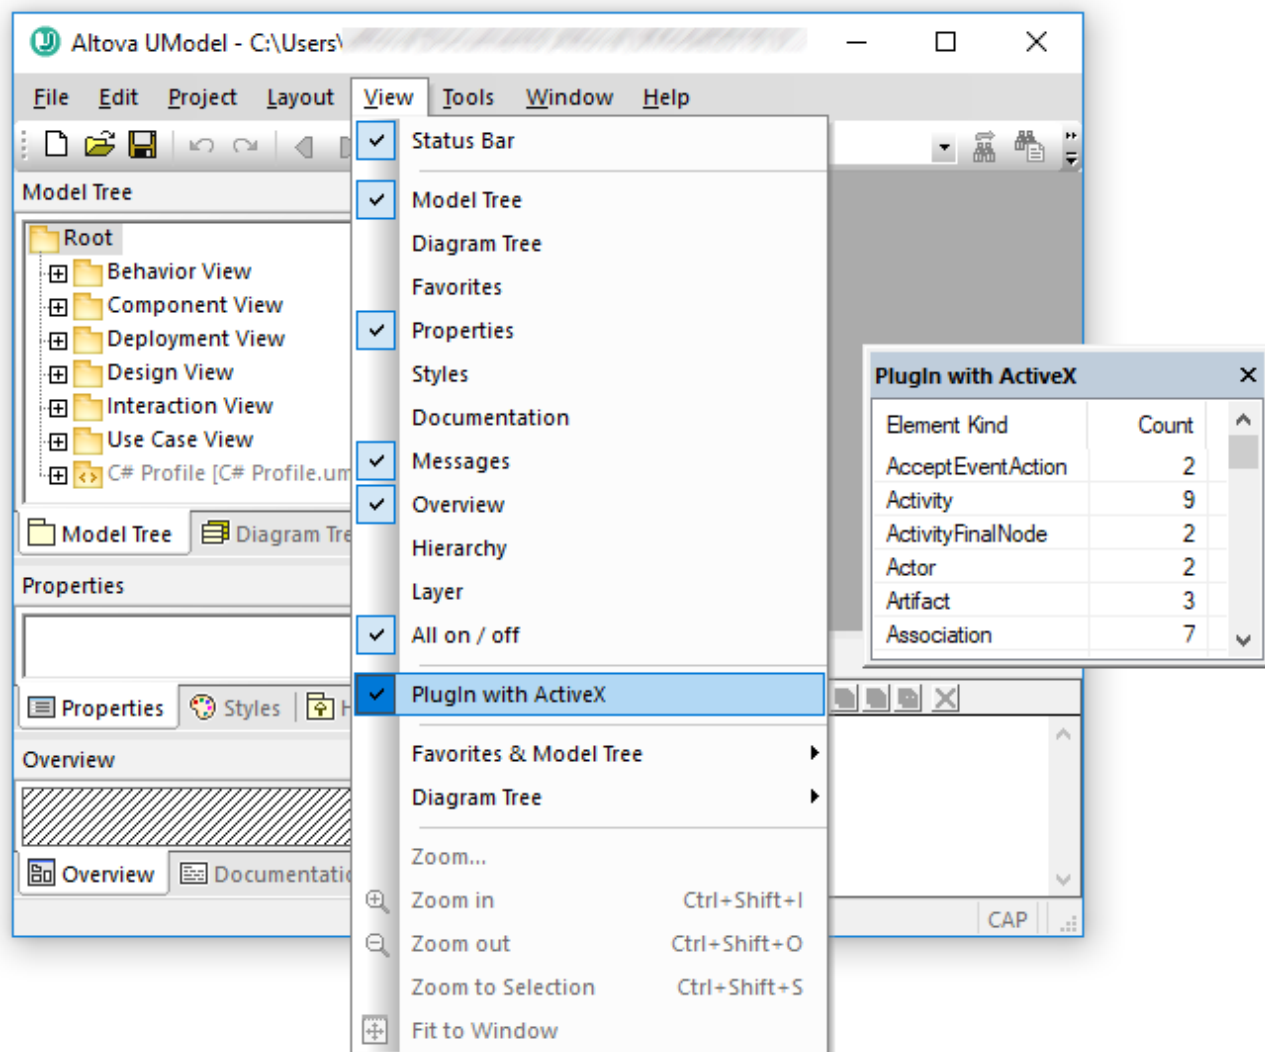 Altova UModel - C:\Users\
File Edit Project Layout View Tools Window Help
Model Tree
Root
Behavior View
Component View
Deployment View
Design View
Interaction View
Use Case View
C# Profile [C# Profile.um
Model Tree Diagram Tre
Properties
Properties Styles H
Overview
Overview Documentatio
Status Bar
Model Tree
Diagram Tree
Favorites
Properties
Styles
Documentation
Messages
Overview
Hierarchy
Layer
All on / off
PlugIn with ActiveX
Favorites & Model Tree
Diagram Tree
Zoom...
Zoom in Ctrl+Shift+I
Zoom out Ctrl+Shift+O
Zoom to Selection Ctrl+Shift+S
Fit to Window
PlugIn with ActiveX
Element Kind Count
AcceptEventAction 2
Activity 9
ActivityFinalNode 2
Actor 2
Artifact 3
Association 7
CAP